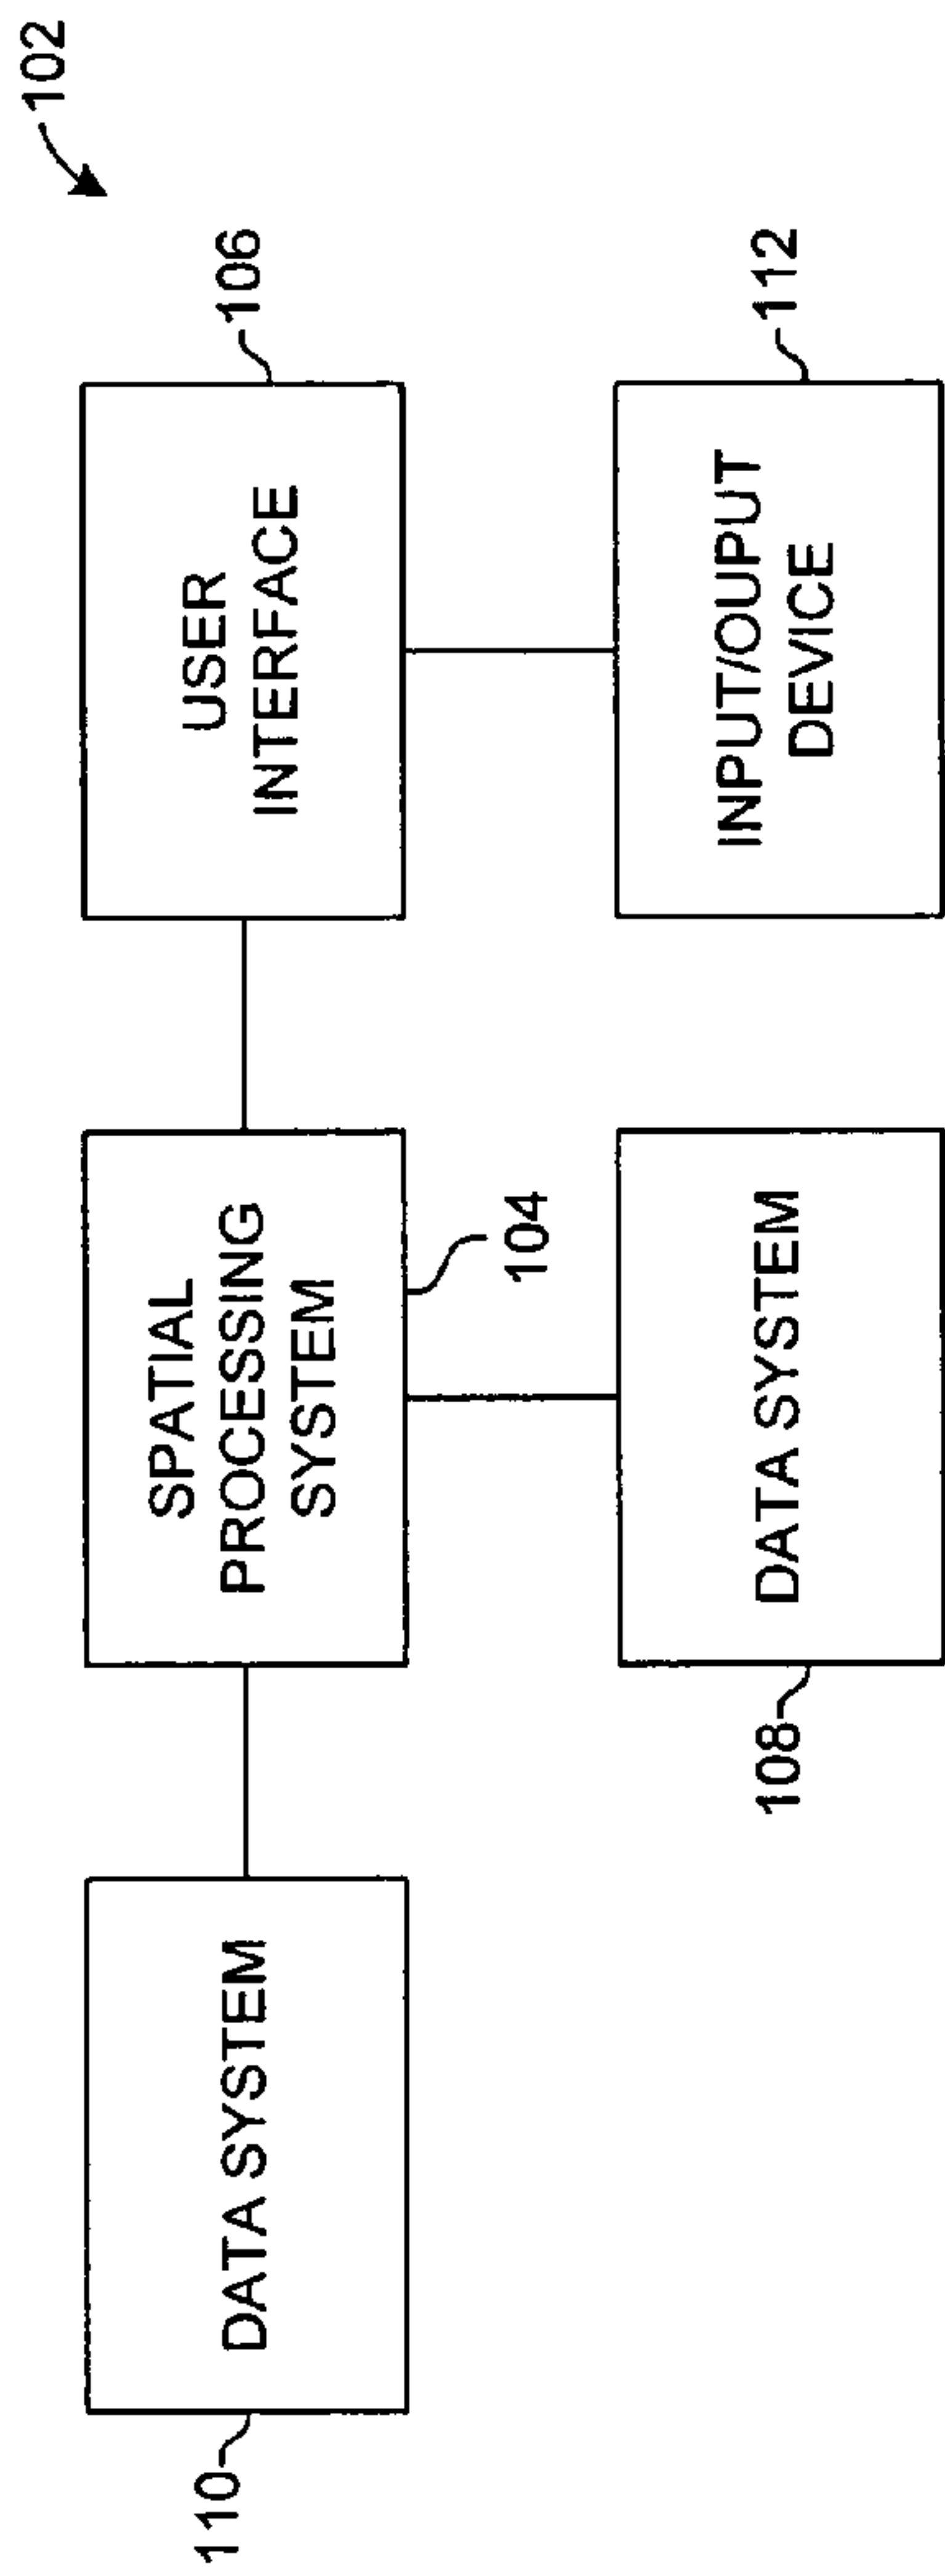 102
110
DATA SYSTEM
SPATIAL
PROCESSING
SYSTEM
104
USER
INTERFACE
106
108
DATA SYSTEM
INPUT/OUPUT
DEVICE
112